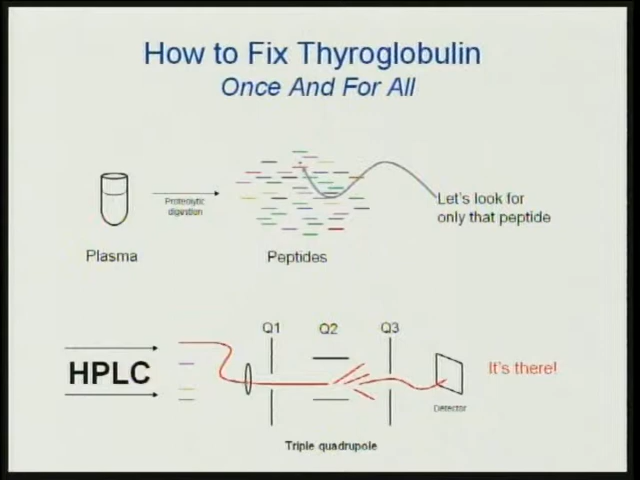 How to Fix Thyroglobulin
Once And For All
Proteolytic
digestion
Let's look for
only that peptide
Plasma
Peptides
Q1 Q2 Q3
HPLC
It's there!
Detector
Triple quadrupole